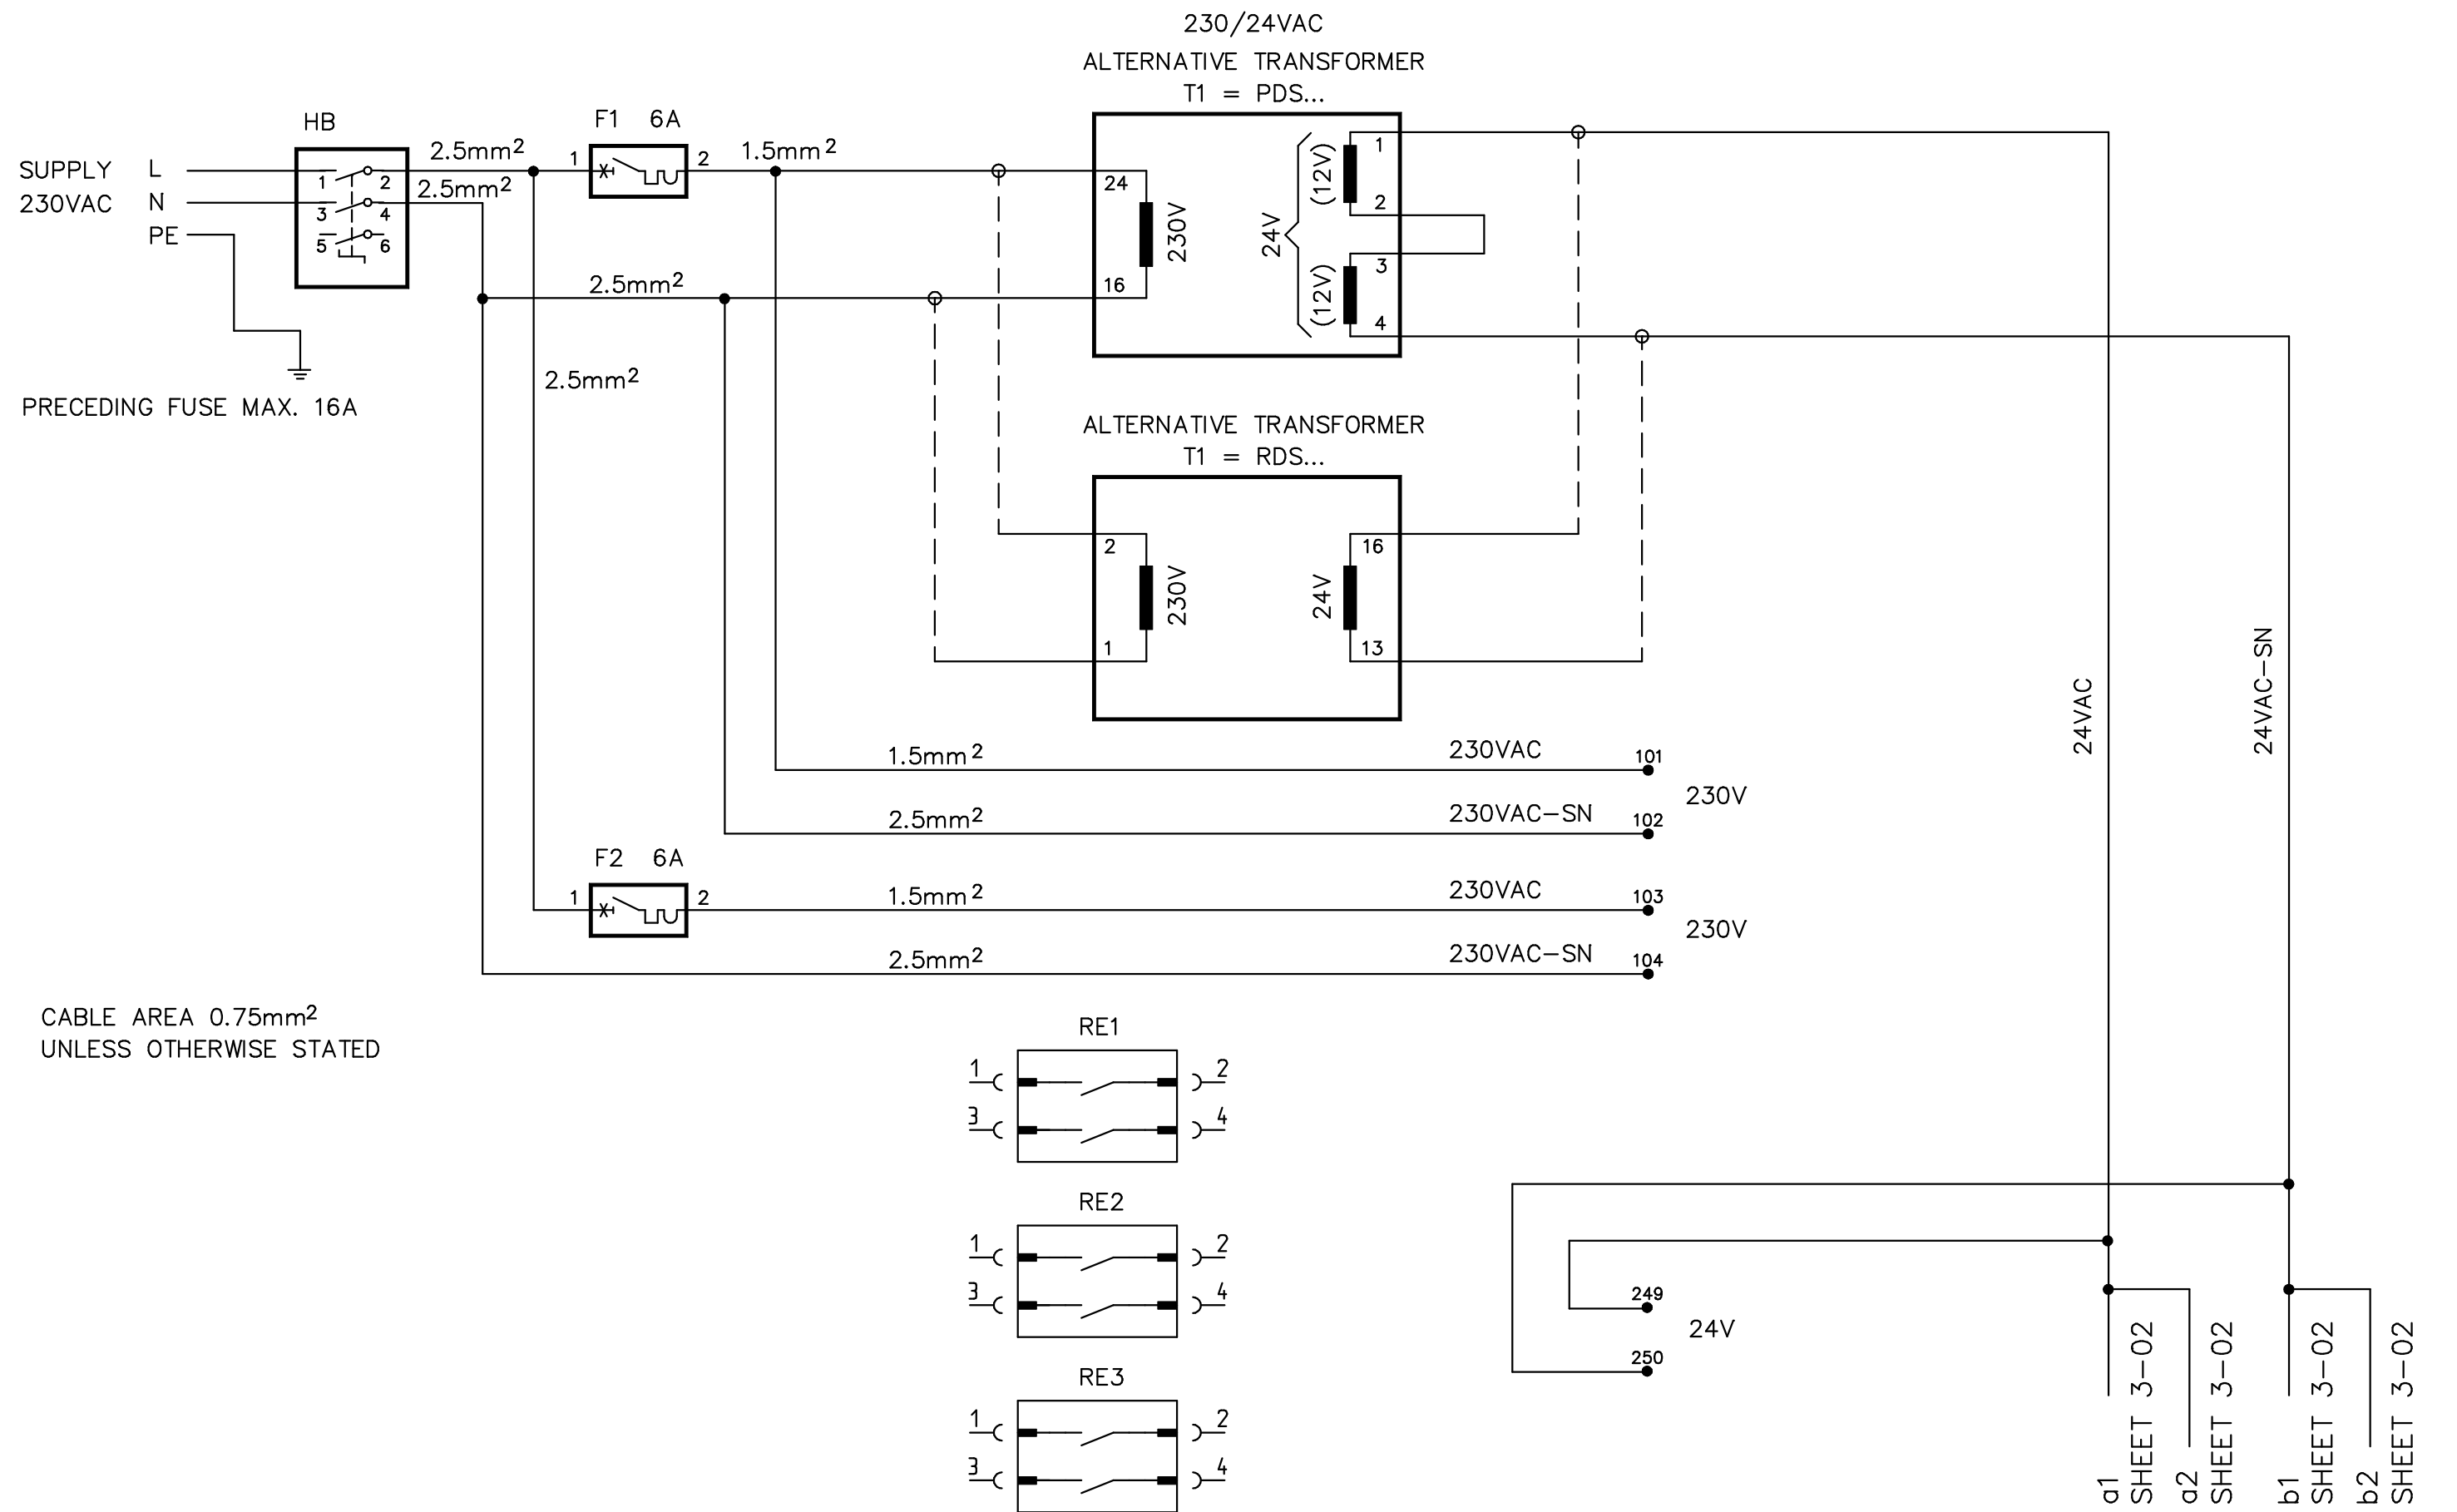 230/24VAC
ALTERNATIVE TRANSFORMER
T1 = PDS...
HB
F1 6A
SUPPLY L
230VAC N
PE
1 2
3 4
5 6
2.5mm²
2.5mm²
1 2
1.5mm²
24
16
230V
24V
(12V)
(12V)
1
2
3
4
2.5mm²
2.5mm²
PRECEDING FUSE MAX. 16A
ALTERNATIVE TRANSFORMER
T1 = RDS...
2
1
230V
24V
16
13
24VAC
24VAC-SN
1.5mm² 230VAC 101
230V
2.5mm² 230VAC-SN 102
F2 6A
1 2
1.5mm² 230VAC 103
230V
2.5mm² 230VAC-SN 104
CABLE AREA 0.75mm²
UNLESS OTHERWISE STATED
RE1
1 2
3 4
RE2
1 2
3 4
RE3
1 2
3 4
249
24V
250
a1
SHEET 3-02
a2
SHEET 3-02
b1
SHEET 3-02
b2
SHEET 3-02